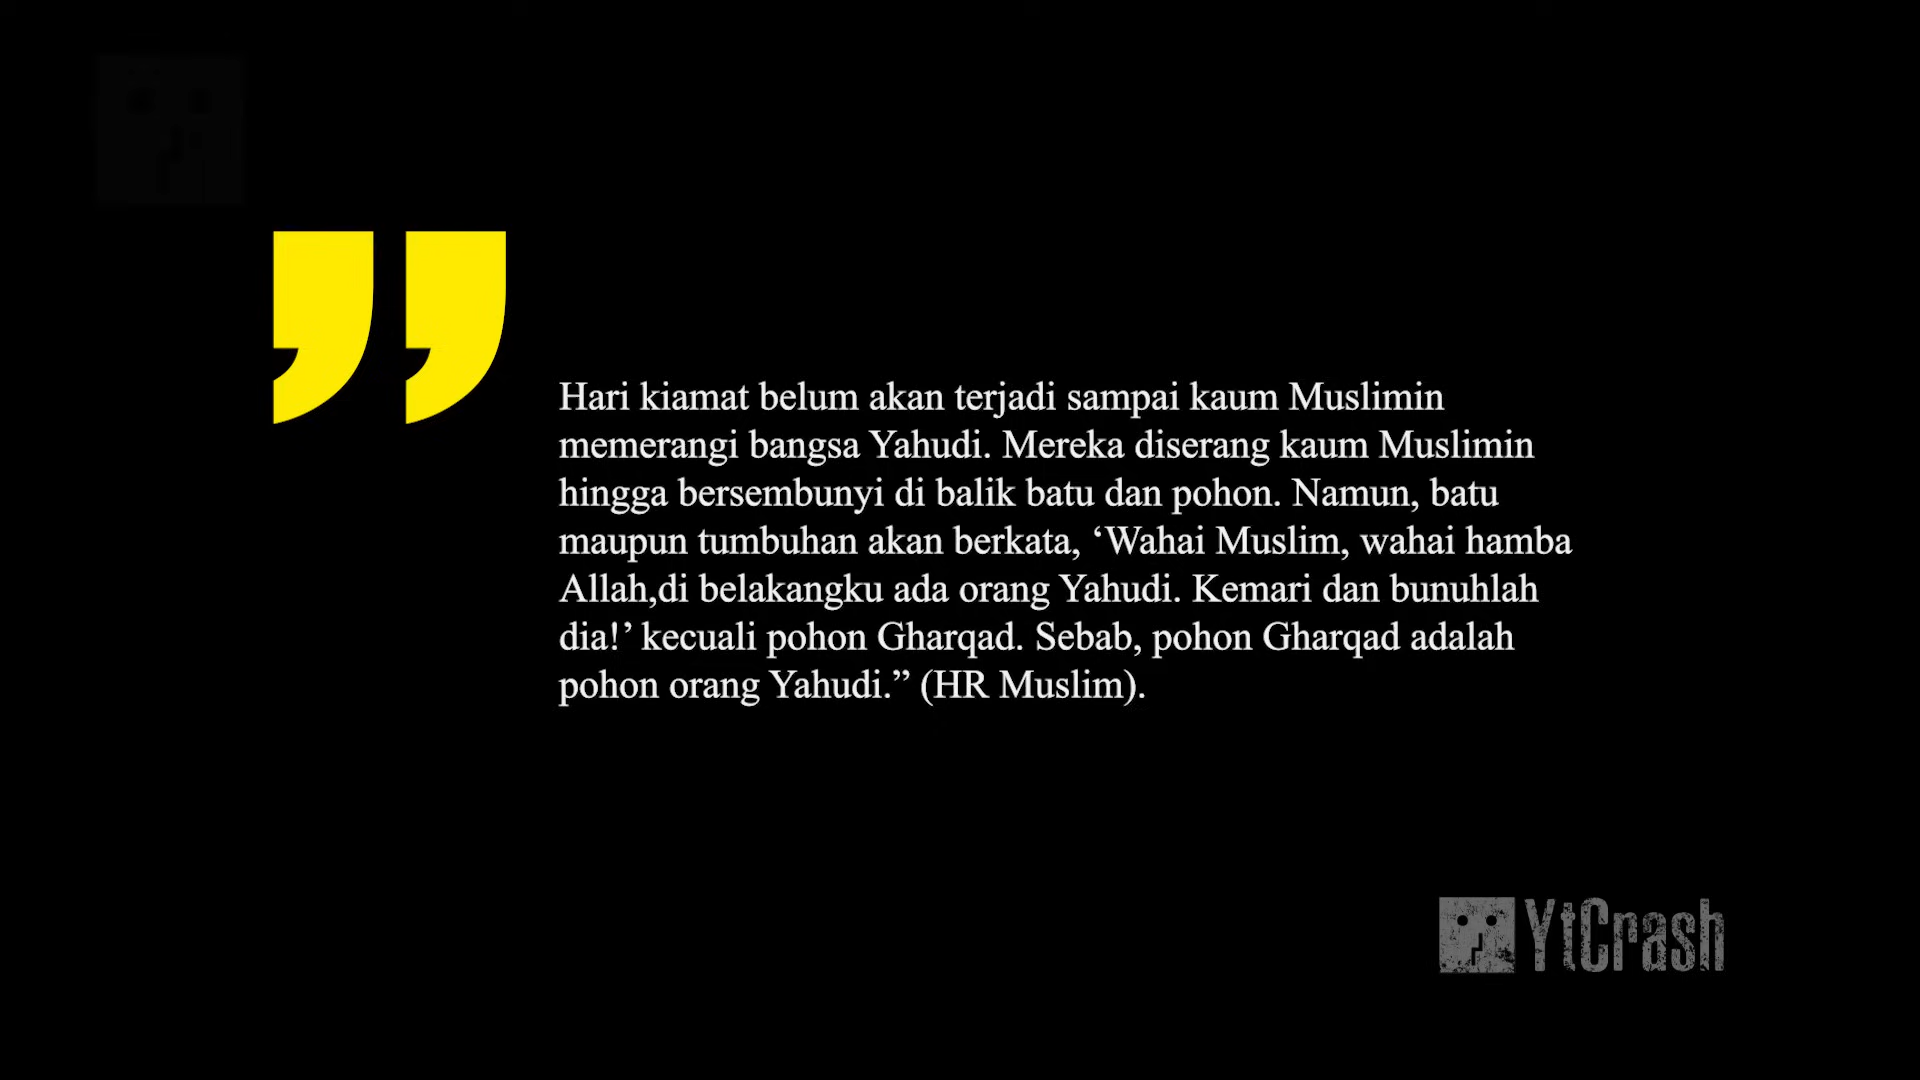 Hari kiamat belum akan terjadi sampai kaum Muslimin
memerangi bangsa Yahudi. Mereka diserang kaum Muslimin
hingga bersembunyi di balik batu dan pohon. Namun, batu
maupun tumbuhan akan berkata, ‘Wahai Muslim, wahai hamba
Allah,di belakangku ada orang Yahudi. Kemari dan bunuhlah
dia!’ kecuali pohon Gharqad. Sebab, pohon Gharqad adalah
pohon orang Yahudi.” (HR Muslim).
YtCrash